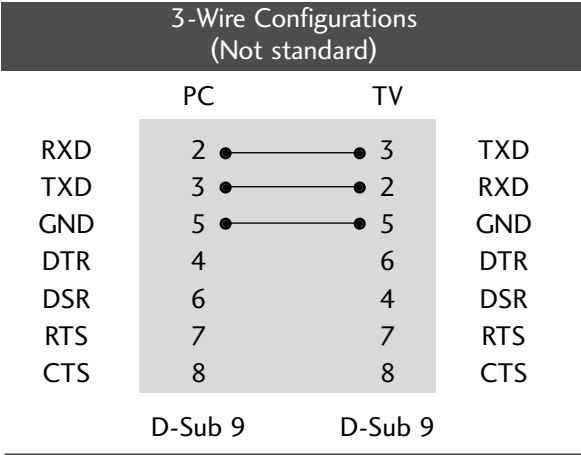 3-Wire Configurations
(Not standard)
PC TV
RXD 2 3 TXD
TXD 3 2 RXD
GND 5 5 GND
DTR 4 6 DTR
DSR 6 4 DSR
RTS 7 7 RTS
CTS 8 8 CTS
D-Sub 9 D-Sub 9